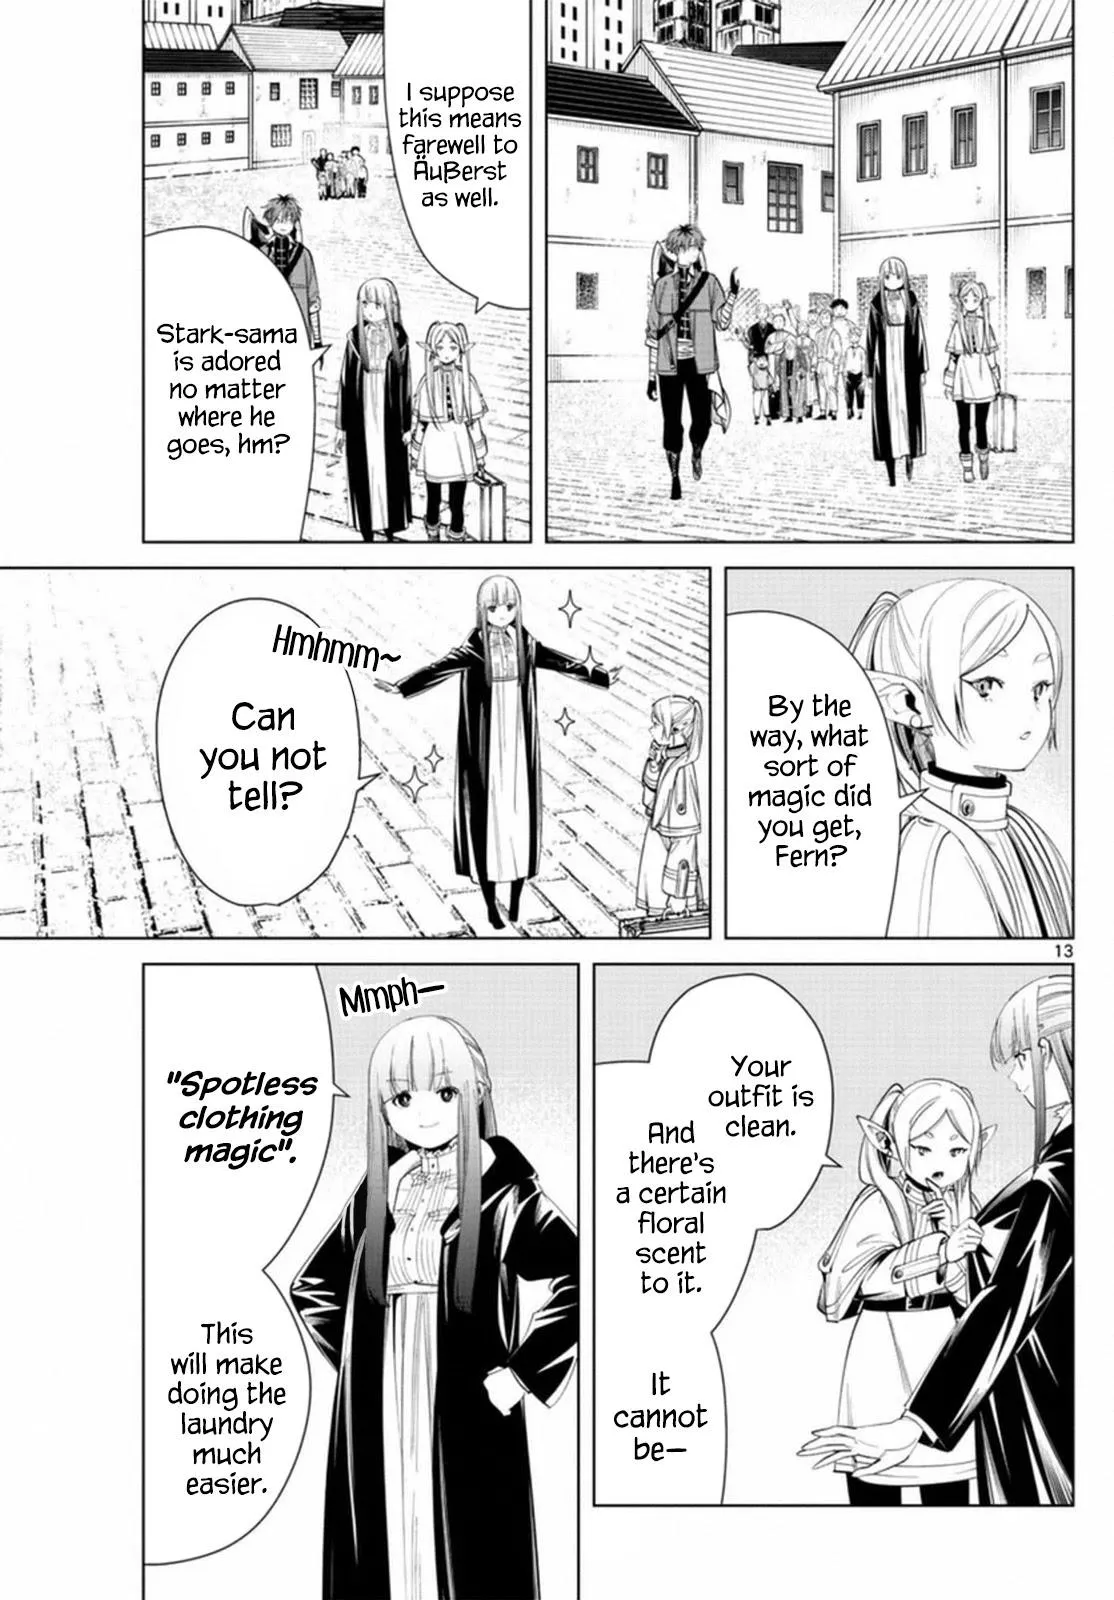 I suppose
this means
farewell to
Äußerst
as well.
Stark-sama
is adored
no matter
where he
goes, hm?
By the
way, what
sort of
magic did
you get,
Fern?
Hmhmm~
Can
you not
tell?
13
Your
outfit is
clean.
And
there's
a certain
floral
scent
to it.
It
cannot
be—
Mmph—
"Spotless
clothing
magic".
This
will make
doing the
laundry
much
easier.